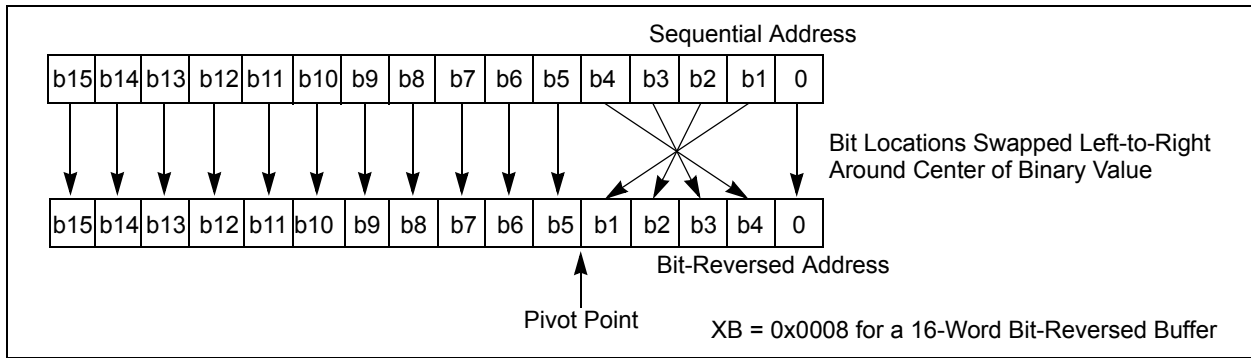 Sequential Address
b15 b14 b13 b12 b11 b10 b9 b8 b7 b6 b5 b4 b3 b2 b1 0
Bit Locations Swapped Left-to-Right
Around Center of Binary Value
b15 b14 b13 b12 b11 b10 b9 b8 b7 b6 b5 b1 b2 b3 b4 0
Bit-Reversed Address
Pivot Point
XB = 0x0008 for a 16-Word Bit-Reversed Buffer